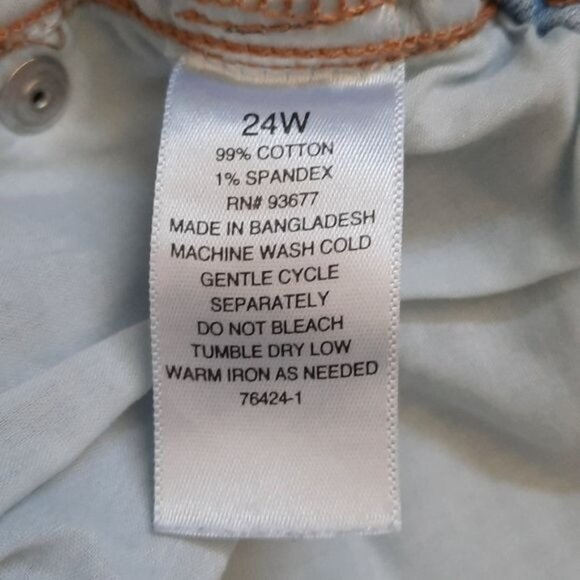 24W
99% COTTON
1% SPANDEX
RN# 93677
MADE IN BANGLADESH
MACHINE WASH COLD
GENTLE CYCLE
SEPARATELY
DO NOT BLEACH
TUMBLE DRY LOW
WARM IRON AS NEEDED
76424-1